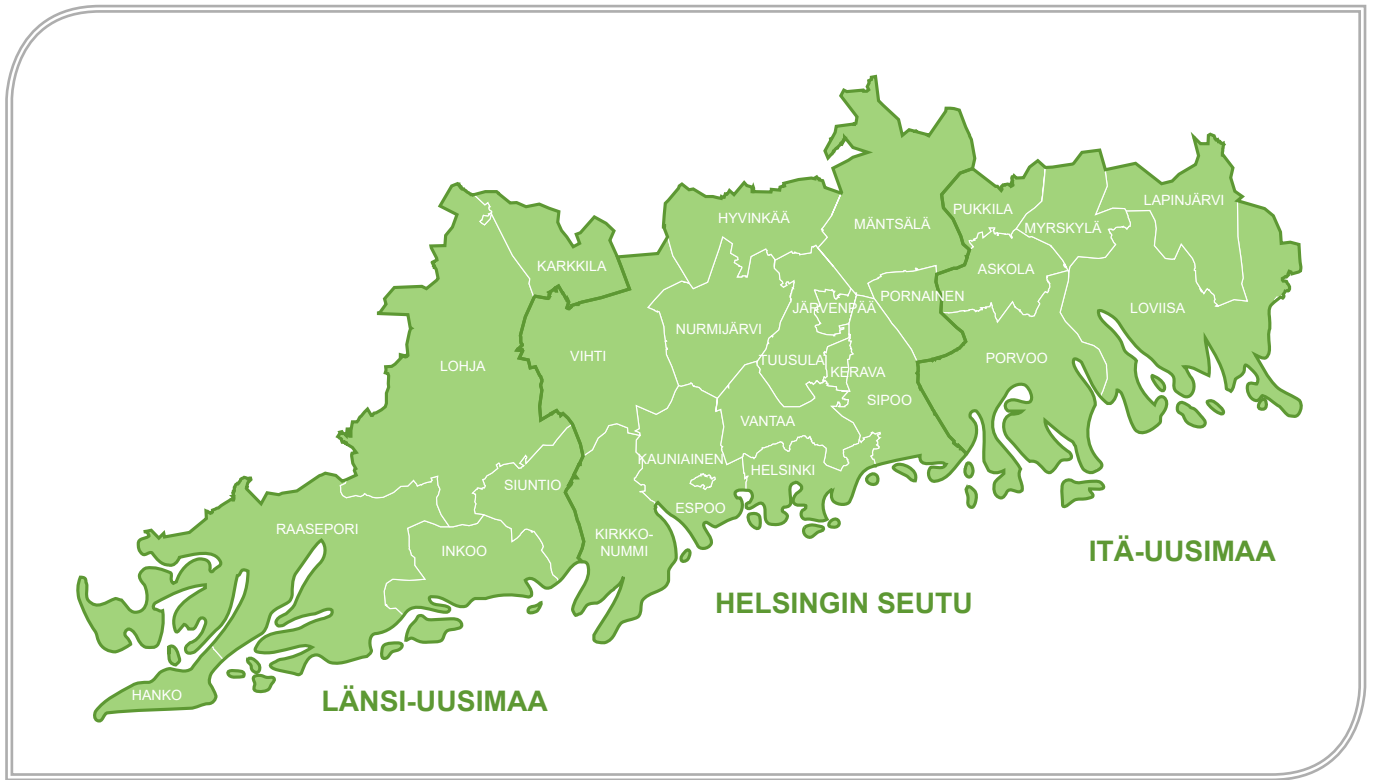 LAPINJÄRVI
PUKKILA
HYVINKÄÄ
MÄNTSÄLÄ
MYRSKYLÄ
KARKKILA
ASKOLA
PORNAINEN
JÄRVENPÄÄ
LOVIISA
NURMIJÄRVI
VIHTI
TUUSULA
PORVOO
LOHJA
KERAVA
SIPOO
VANTAA
KAUNIAINEN
HELSINKI
SIUNTIO
ESPOO
RAASEPORI
KIRKKO-
NUMMI
INKOO
ITÄ-UUSIMAA
HELSINGIN SEUTU
HANKO
LÄNSI-UUSIMAA